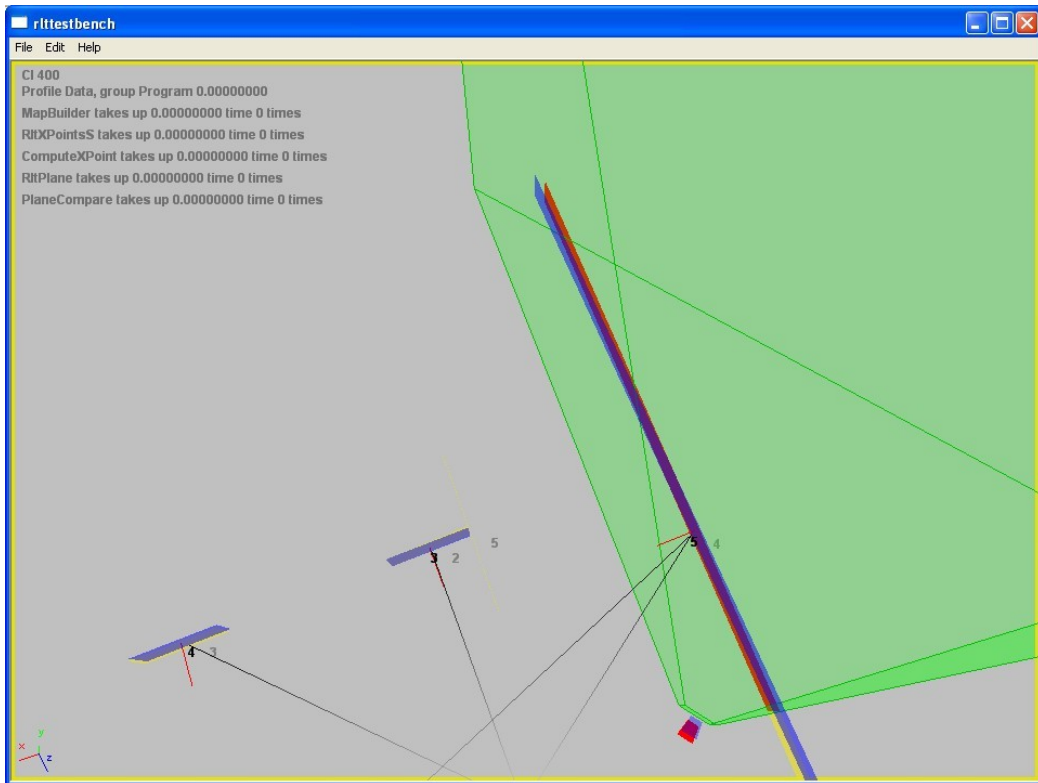 rlttestbench
File Edit Help
CI 400
Profile Data, group Program 0.00000000
MapBuilder takes up 0.00000000 time 0 times
RltXPointsS takes up 0.00000000 time 0 times
ComputeXPoint takes up 0.00000000 time 0 times
RltPlane takes up 0.00000000 time 0 times
PlaneCompare takes up 0.00000000 time 0 times
5 4
3 2 5
4 3
y
x
z